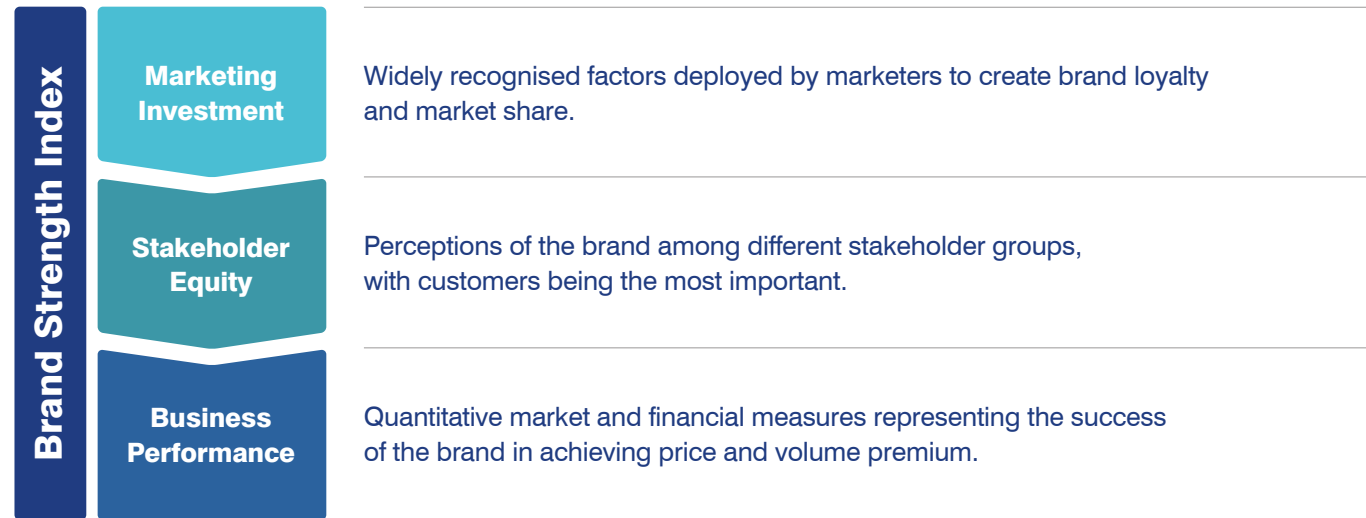 Brand Strength Index
Marketing
Investment
Widely recognised factors deployed by marketers to create brand loyalty
and market share.
Stakeholder
Equity
Perceptions of the brand among different stakeholder groups,
with customers being the most important.
Business
Performance
Quantitative market and financial measures representing the success
of the brand in achieving price and volume premium.